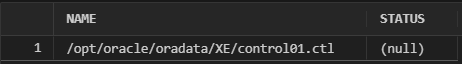 NAME STATUS
1 /opt/oracle/oradata/XE/control01.ctl (null)